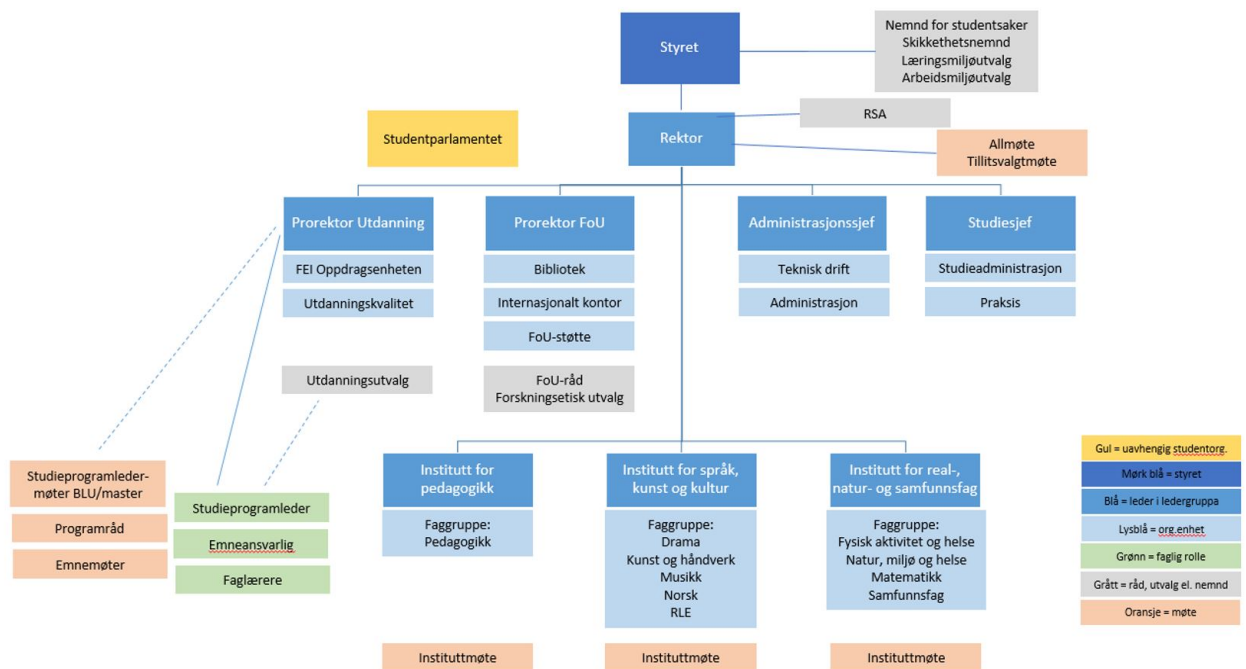 Styret
Nemnd for studentsaker
Skikkethetsnemnd
Læringsmiljøutvalg
Arbeidsmiljøutvalg
RSA
Studentparlamentet
Rektor
Allmøte
Tillitsvalgtmøte
Prorektor Utdanning
Prorektor FoU
Administrasjonssjef
Studiesjef
FEI Oppdragsenheten
Bibliotek
Teknisk drift
Studieadministrasjon
Utdanningskvalitet
Internasjonalt kontor
Administrasjon
Praksis
FoU-støtte
Utdanningsutvalg
FoU-råd
Forskningsetisk utvalg
Studieprogramleder-
møter BLU/master
Programråd
Emnemøter
Studieprogramleder
Emneansvarlig
Faglærere
Institutt for
pedagogikk
Faggruppe:
Pedagogikk
Instituttmøte
Institutt for språk,
kunst og kultur
Faggruppe:
Drama
Kunst og håndverk
Musikk
Norsk
RLE
Instituttmøte
Institutt for real-,
natur- og samfunnsfag
Faggruppe:
Fysisk aktivitet og helse
Natur, miljø og helse
Matematikk
Samfunnsfag
Instituttmøte
Gul = uavhengig studentorg.
Mørk blå = styret
Blå = leder i ledergruppa
Lysblå = org.enhet
Grønn = faglig rolle
Grått = råd, utvalg el. nemnd
Oransje = møte